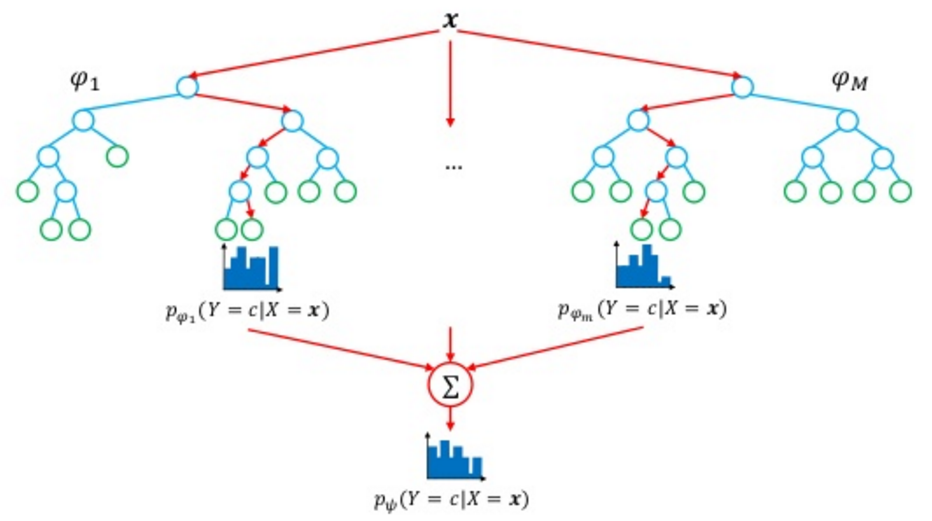 x
φ1
φM
...
pφ1(Y = c|X = x)
pφm(Y = c|X = x)
Σ
pψ(Y = c|X = x)